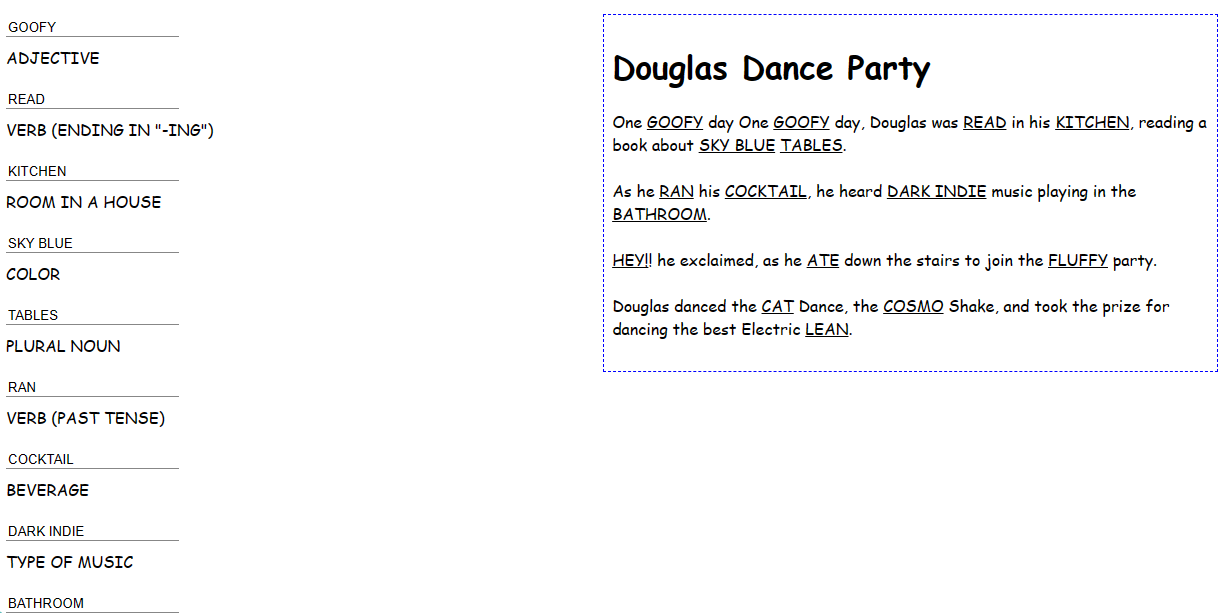 GOOFY
ADJECTIVE
READ
VERB (ENDING IN "-ING")
KITCHEN
ROOM IN A HOUSE
SKY BLUE
COLOR
TABLES
PLURAL NOUN
RAN
VERB (PAST TENSE)
COCKTAIL
BEVERAGE
DARK INDIE
TYPE OF MUSIC
BATHROOM
Douglas Dance Party
One GOOFY day One GOOFY day, Douglas was READ in his KITCHEN, reading a
book about SKY BLUE TABLES.
As he RAN his COCKTAIL, he heard DARK INDIE music playing in the
BATHROOM.
HEY!! he exclaimed, as he ATE down the stairs to join the FLUFFY party.
Douglas danced the CAT Dance, the COSMO Shake, and took the prize for
dancing the best Electric LEAN.